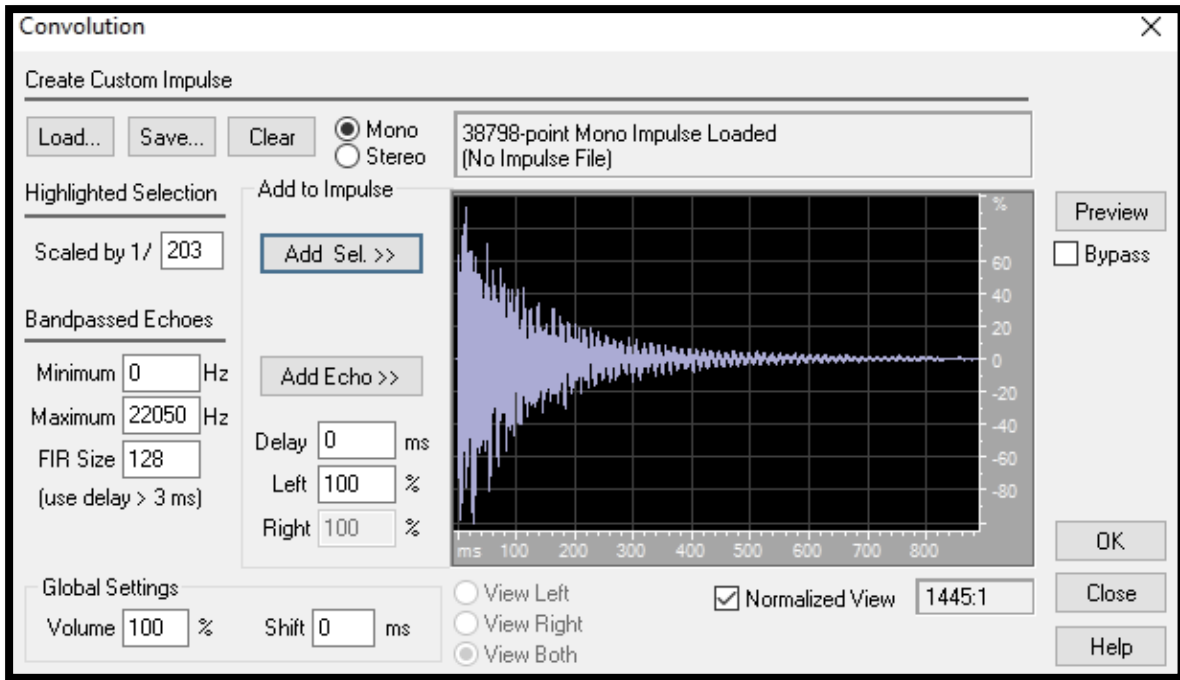 Convolution
Create Custom Impulse
Load... Save... Clear Mono
Stereo
38798-point Mono Impulse Loaded
(No Impulse File)
Highlighted Selection
Scaled by 1/ 203
Bandpassed Echoes
Minimum 0 Hz
Maximum 22050 Hz
FIR Size 128
(use delay > 3 ms)
Add to Impulse
Add Sel. >>
Add Echo >>
Delay 0 ms
Left 100 %
Right 100 %
%
60
40
20
0
-20
-40
-60
-80
ms 100 200 300 400 500 600 700 800
Preview
Bypass
OK
Close
Help
Global Settings
Volume 100 % Shift 0 ms
View Left
View Right
View Both
Normalized View 1445:1